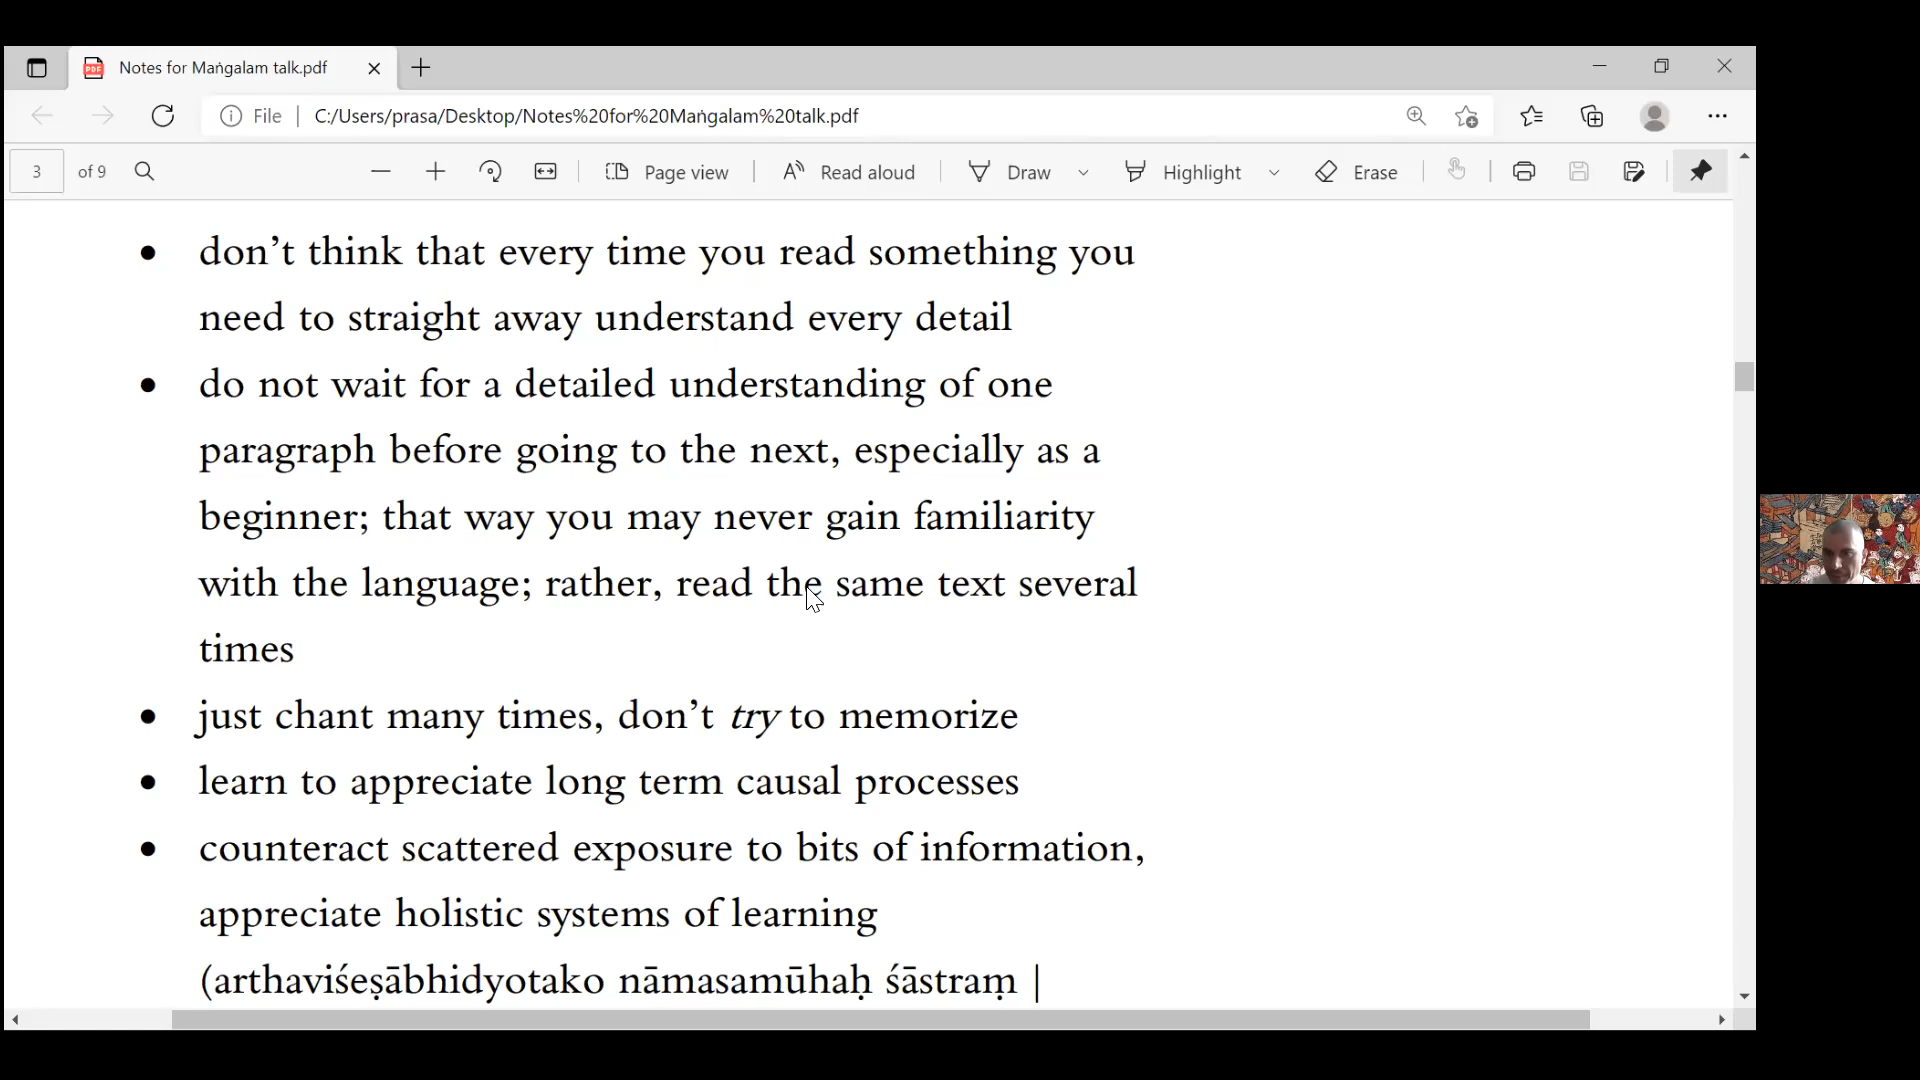 Notes for Maṅgalam talk.pdf
File | C:/Users/prasa/Desktop/Notes%20for%20Maṅgalam%20talk.pdf
3 of 9 Page view Read aloud Draw Highlight Erase
• don’t think that every time you read something you
need to straight away understand every detail
• do not wait for a detailed understanding of one
paragraph before going to the next, especially as a
beginner; that way you may never gain familiarity
with the language; rather, read the same text several
times
• just chant many times, don’t try to memorize
• learn to appreciate long term causal processes
• counteract scattered exposure to bits of information,
appreciate holistic systems of learning
(arthaviśeṣābhidyotako nāmasamūhaḥ śāstraṃ |